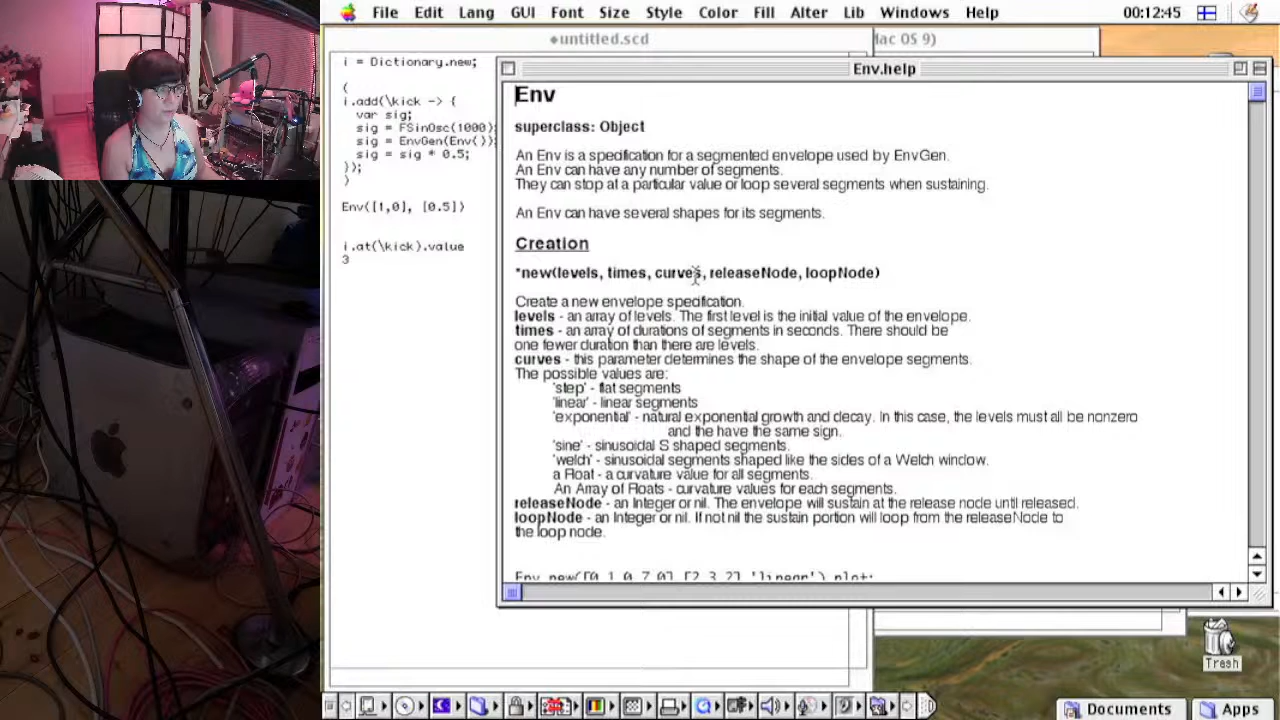 File Edit Lang GUI Font Size Style Color Fill Alter Lib Windows Help 00:12:45
untitled.scd
Mac OS 9)
i = Dictionary.new;
(
i.add(\kick -> {
var sig;
sig = FSinOsc(1000);
sig = EnvGen(Env());
sig = sig * 0.5;
});
)
Env([1,0], [0.5])
i.at(\kick).value
3
Env.help
Env
superclass: Object
An Env is a specification for a segmented envelope used by EnvGen.
An Env can have any number of segments.
They can stop at a particular value or loop several segments when sustaining.
An Env can have several shapes for its segments.
Creation
*new(levels, times, curves, releaseNode, loopNode)
Create a new envelope specification.
levels - an array of levels. The first level is the initial value of the envelope.
times - an array of durations of segments in seconds. There should be
one fewer duration than there are levels.
curves - this parameter determines the shape of the envelope segments.
The possible values are:
'step' - flat segments
'linear' - linear segments
'exponential' - natural exponential growth and decay. In this case, the levels must all be nonzero
and the have the same sign.
'sine' - sinusoidal S shaped segments.
'welch' - sinusoidal segments shaped like the sides of a Welch window.
a Float - a curvature value for all segments.
An Array of Floats - curvature values for each segments.
releaseNode - an Integer or nil. The envelope will sustain at the release node until released.
loopNode - an Integer or nil. If not nil the sustain portion will loop from the releaseNode to
the loop node.
Trash
Documents
Apps